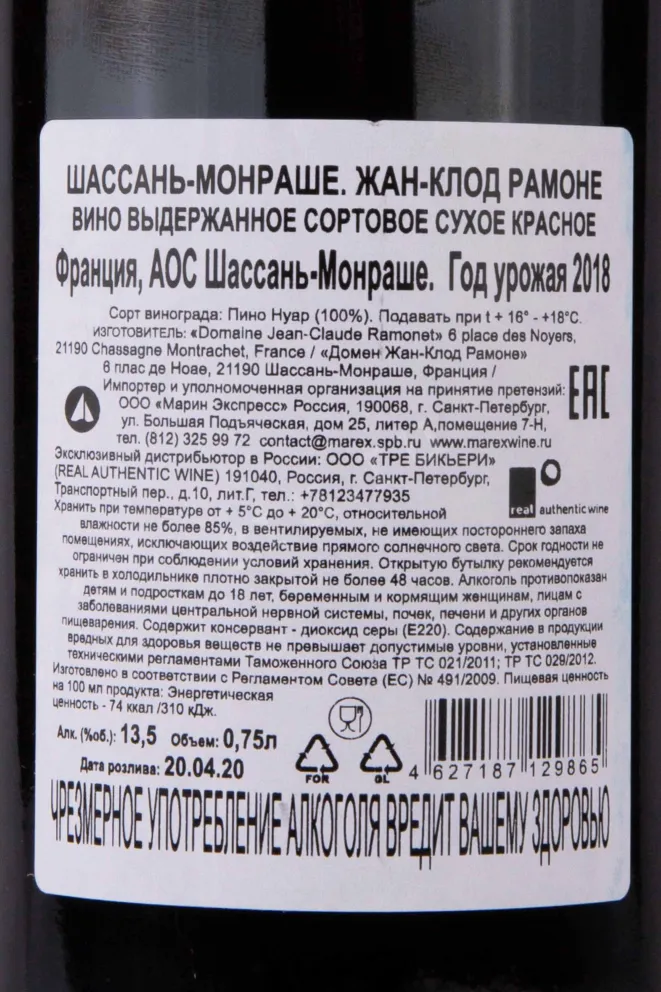 ШАССАНЬ-МОНРАШЕ. ЖАН-КЛОД РАМОНЕ
ВИНО ВЫДЕРЖАННОЕ СОРТОВОЕ СУХОЕ КРАСНОЕ
Франция, АОС Шассань-Монраше. Год урожая 2018
Сорт винограда: Пино Нуар (100%). Подавать при t + 16° - +18°C.
ИЗГОТОВИТЕЛЬ: «Domaine Jean-Claude Ramonet» 6 place des Noyers,
21190 Chassagne Montrachet, France / «Домен Жан-Клод Рамоне»
6 плас де Ноае, 21190 Шассань-Монраше, Франция /
Импортер и уполномоченная организация на принятие претензий:
ООО «Марин Экспресс» Россия, 190068, г. Санкт-Петербург,
ул. Большая Подъяческая, дом 25, литер А,помещение 7-Н,
тел. (812) 325 99 72 contact@marex.spb.ru www.marexwine.ru
EAC
Эксклюзивный дистрибьютор в России: ООО «ТРЕ БИКЬЕРИ»
(REAL AUTHENTIC WINE) 191040, Россия, г. Санкт-Петербург,
Транспортный пер., д.10, лит.Г, тел.: +78123477935
real authentic wine
Хранить при температуре от + 5°C до + 20°C, относительной
влажности не более 85%, в вентилируемых, не имеющих постороннего запаха
помещениях, исключающих воздействие прямого солнечного света. Срок годности не
ограничен при соблюдении условий хранения. Открытую бутылку рекомендуется
хранить в холодильнике плотно закрытой не более 48 часов. Алкоголь противопоказан
детям и подросткам до 18 лет, беременным и кормящим женщинам, лицам с
заболеваниями центральной нервной системы, почек, печени и других органов
пищеварения. Содержит консервант - диоксид серы (E220). Содержание в продукции
вредных для здоровья веществ не превышает допустимые уровни, установленные
техническими регламентами Таможенного Союза ТР ТС 021/2011; ТР ТС 029/2012.
Изготовлено в соответствии с Регламентом Совета (ЕС) № 491/2009. Пищевая ценность
на 100 мл продукта: Энергетическая
ценность - 74 ккал /310 кДж.
Алк. (%об.): 13,5 Объем: 0,75л
Дата розлива: 20.04.20
FOR
GL
4 627187 129865
ЧРЕЗМЕРНОЕ УПОТРЕБЛЕНИЕ АЛКОГОЛЯ ВРЕДИТ ВАШЕМУ ЗДОРОВЬЮ